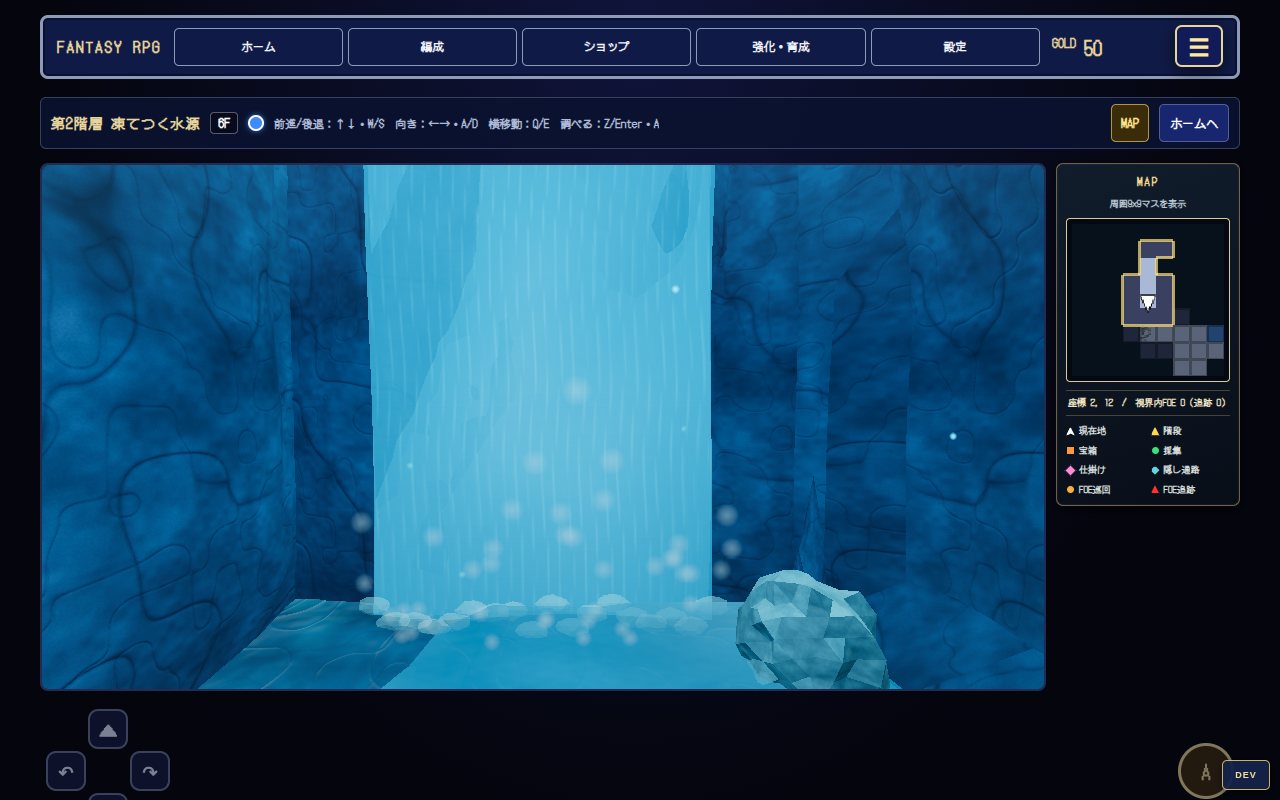 FANTASY RPG
ホーム
編成
ショップ
強化・育成
設定
GOLD 50
第2階層 凍てつく水源
6F
前進/後退：↑↓・W/S 向き：←→・A/D 横移動：Q/E 調べる：Z/Enter・A
MAP
ホームへ
MAP
周囲9x9マスを表示
座標 2, 12 / 視界内FOE 0 (追跡 0)
現在地
階段
宝箱
採集
仕掛け
隠し通路
FOE巡回
FOE追跡
A
DEV